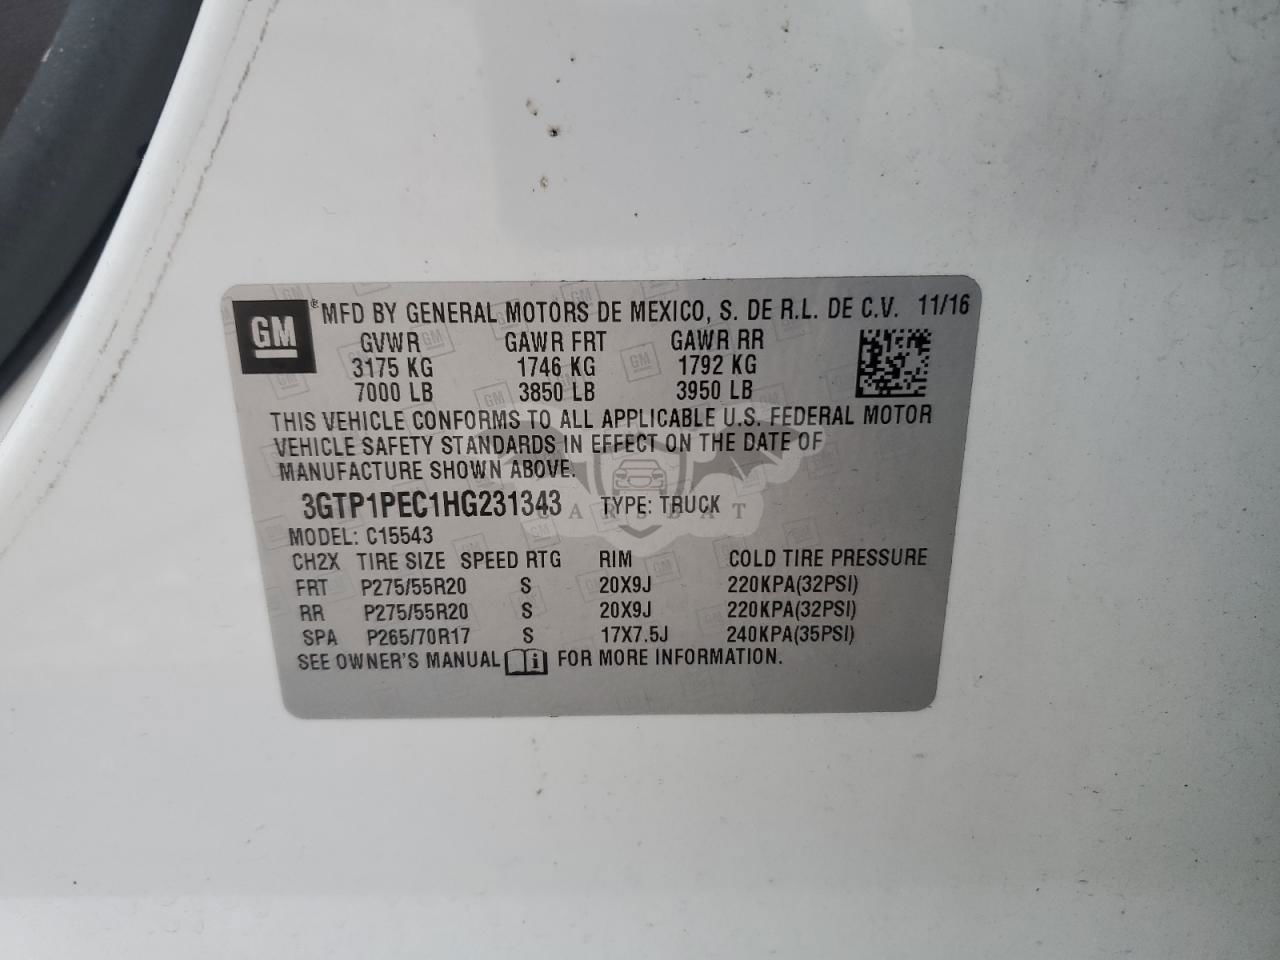 GM ® MFD BY GENERAL MOTORS DE MEXICO, S. DE R.L. DE C.V. 11/16
GVWR GAWR FRT GAWR RR
3175 KG 1746 KG 1792 KG
7000 LB 3850 LB 3950 LB
THIS VEHICLE CONFORMS TO ALL APPLICABLE U.S. FEDERAL MOTOR
VEHICLE SAFETY STANDARDS IN EFFECT ON THE DATE OF
MANUFACTURE SHOWN ABOVE.
3GTP1PEC1HG231343 TYPE: TRUCK
CARSBAT
MODEL: C15543
CH2X TIRE SIZE SPEED RTG RIM COLD TIRE PRESSURE
FRT P275/55R20 S 20X9J 220KPA(32PSI)
RR P275/55R20 S 20X9J 220KPA(32PSI)
SPA P265/70R17 S 17X7.5J 240KPA(35PSI)
SEE OWNER'S MANUAL i FOR MORE INFORMATION.